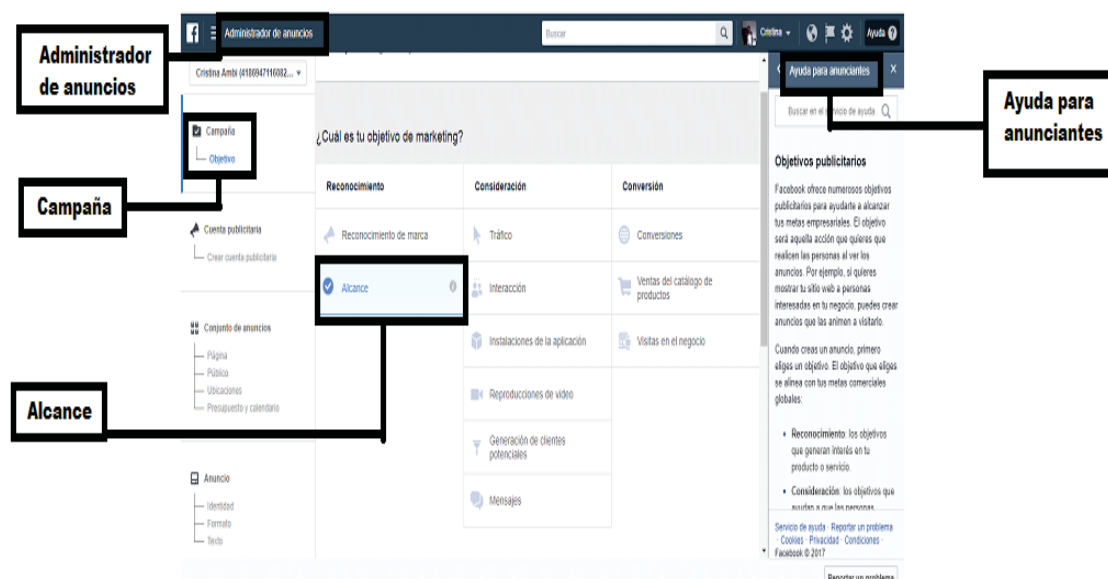 Administrador de anuncios
Buscar
Cristina
Ayuda
Administrador
de anuncios
Cristina Ambi (4186947116082...
Campaña
Objetivo
Campaña
Cuenta publicitaria
Crear cuenta publicitaria
Conjunto de anuncios
Página
Público
Ubicaciones
Presupuesto y calendario
Alcance
Anuncio
Identidad
Formato
Texto
¿Cuál es tu objetivo de marketing?
Reconocimiento
Consideración
Conversión
Reconocimiento de marca
Tráfico
Conversiones
Alcance
Interacción
Ventas del catálogo de
productos
Instalaciones de la aplicación
Visitas en el negocio
Reproducciones de vídeo
Generación de clientes
potenciales
Mensajes
Ayuda para anunciantes
Buscar en el servicio de ayuda
Objetivos publicitarios
Facebook ofrece numerosos objetivos
publicitarios para ayudarte a alcanzar
tus metas empresariales. El objetivo
será aquella acción que quieres que
realicen las personas al ver los
anuncios. Por ejemplo, si quieres
mostrar tu sitio web a personas
interesadas en tu negocio, puedes crear
anuncios que las animen a visitarlo.
Cuando creas un anuncio, primero
eliges un objetivo. El objetivo que eliges
se alinea con tus metas comerciales
globales:
Reconocimiento: los objetivos
que generan interés en tu
producto o servicio.
Consideración: los objetivos que
ayudan a que las personas
Servicio de ayuda · Reportar un problema
· Cookies · Privacidad · Condiciones ·
Facebook © 2017
Reportar un problema
Ayuda para
anunciantes